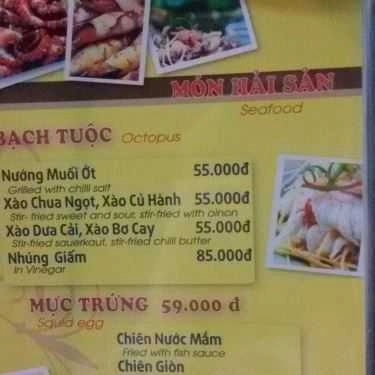 MÓN HẢI SẢN
Seafood
BẠCH TUỘC Octopus
Nướng Muối Ớt 55.000đ
Grilled with chilli salt
Xào Chua Ngọt, Xào Củ Hành 55.000đ
Stir- fried sweet and sour, stir-fried with oinon
Xào Dưa Cải, Xào Bơ Cay 55.000đ
Stir-fried sauerkaut, stir-fried chilli butter
Nhúng Giấm 85.000đ
In Vinegar
MỰC TRỨNG 59.000 đ
Squid egg
Chiên Nước Mắm
Fried with fish sauce
Chiên Giòn